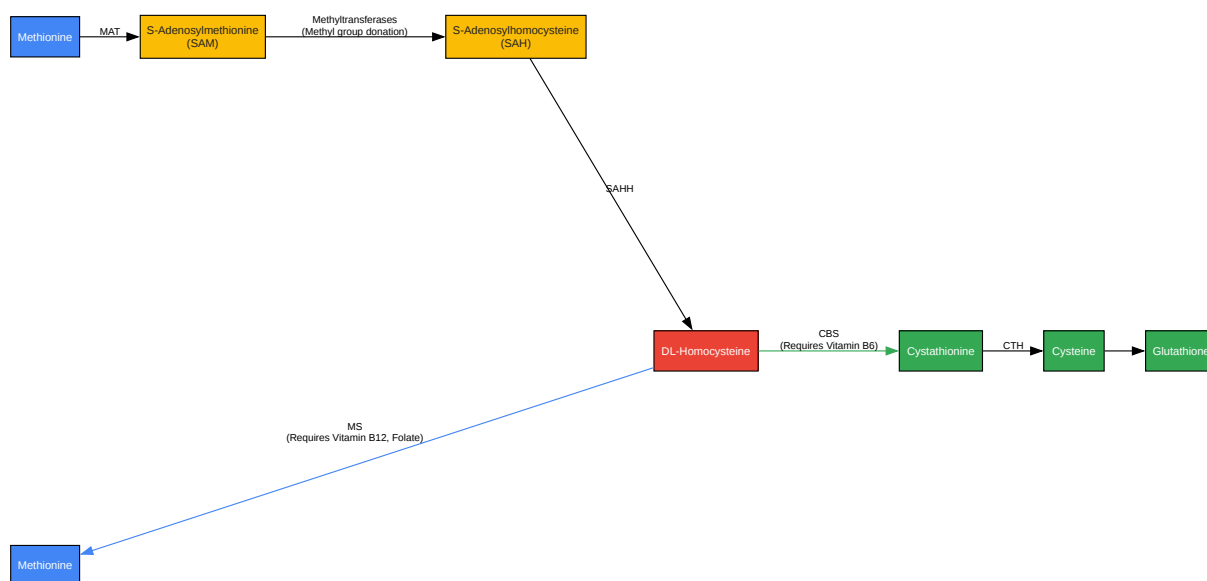 Methionine
MAT
S-Adenosylmethionine
(SAM)
Methyltransferases
(Methyl group donation)
S-Adenosylhomocysteine
(SAH)
SAHH
DL-Homocysteine
CBS
(Requires Vitamin B6)
Cystathionine
CTH
Cysteine
Glutathione
MS
(Requires Vitamin B12, Folate)
Methionine